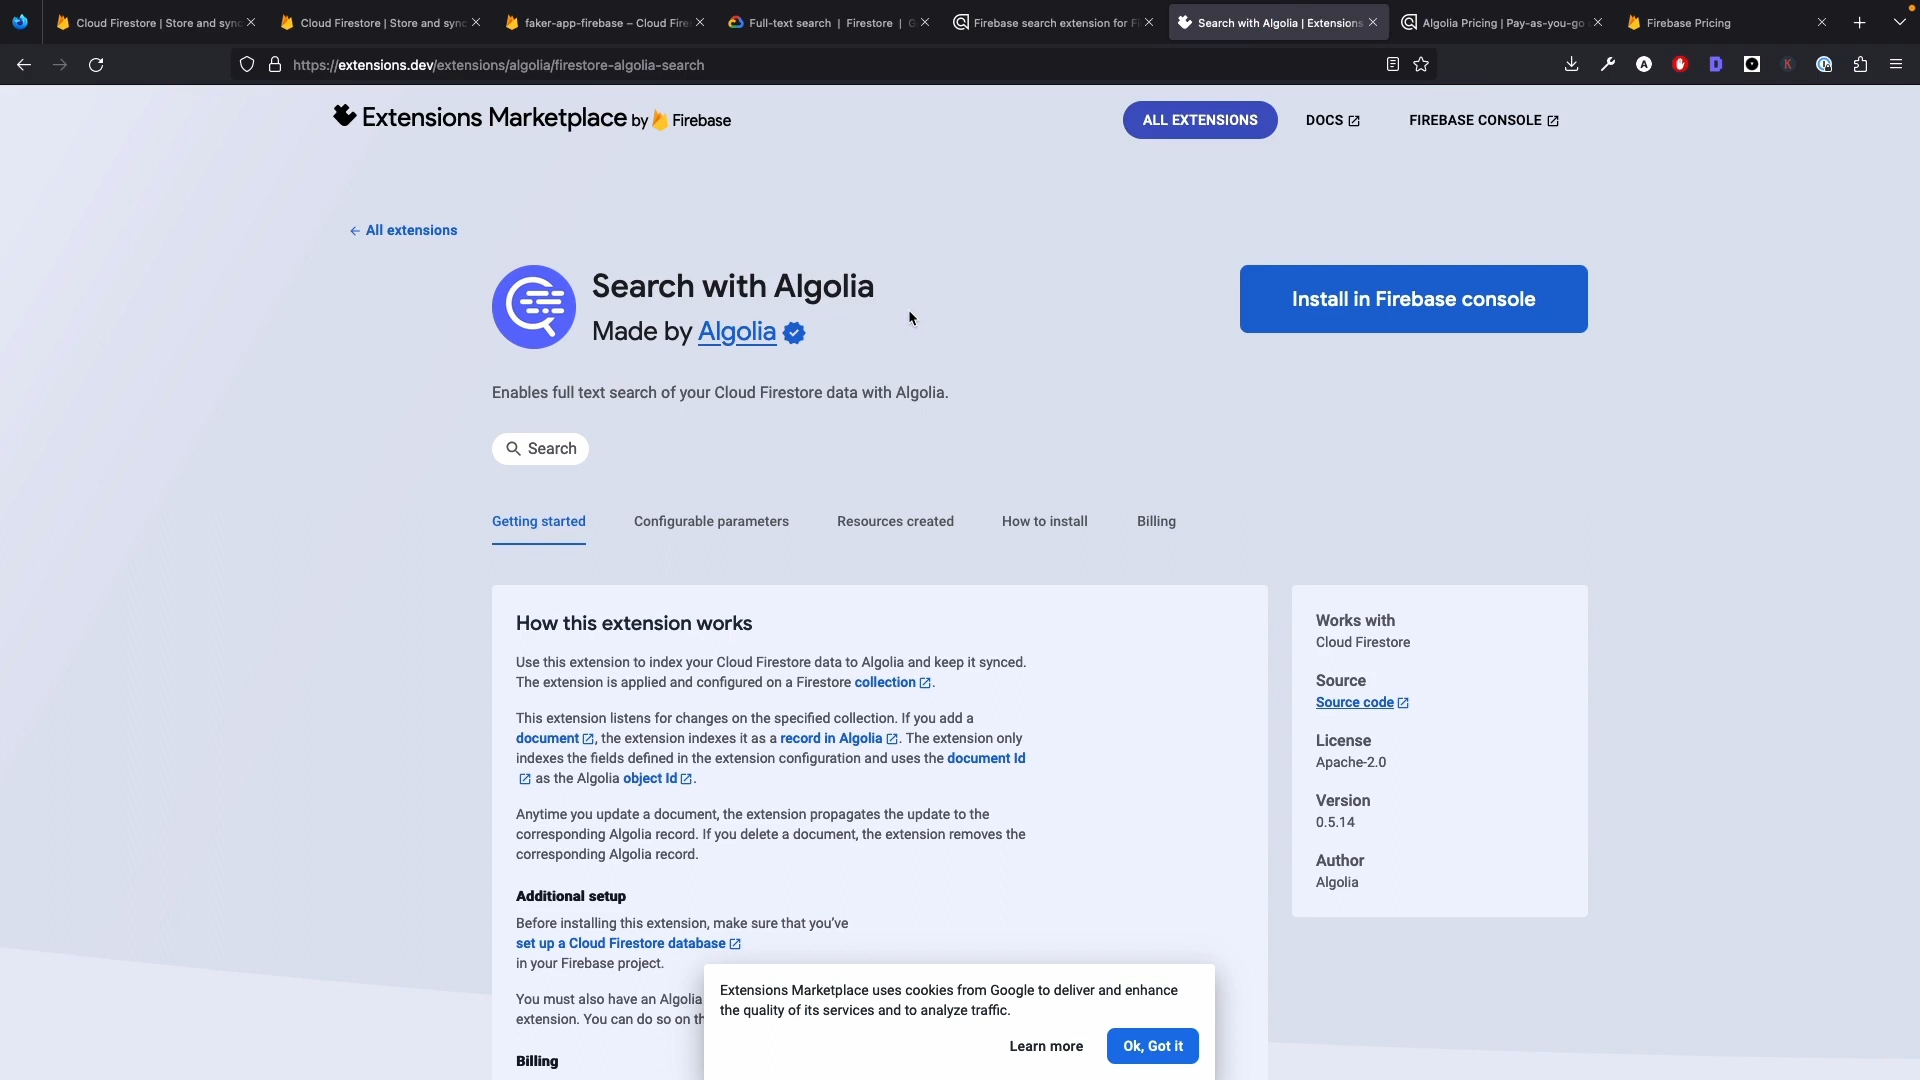 Cloud Firestore | Store and sync
Cloud Firestore | Store and sync
faker-app-firebase – Cloud Fire
Full-text search | Firestore | G
Firebase search extension for Fi
Search with Algolia | Extensions
Algolia Pricing | Pay-as-you-go
Firebase Pricing
https://extensions.dev/extensions/algolia/firestore-algolia-search
Extensions Marketplace by Firebase
ALL EXTENSIONS
DOCS
FIREBASE CONSOLE
← All extensions
Search with Algolia
Made by Algolia
Install in Firebase console
Enables full text search of your Cloud Firestore data with Algolia.
Search
Getting started
Configurable parameters
Resources created
How to install
Billing
How this extension works
Use this extension to index your Cloud Firestore data to Algolia and keep it synced.
The extension is applied and configured on a Firestore collection.
This extension listens for changes on the specified collection. If you add a
document, the extension indexes it as a record in Algolia. The extension only
indexes the fields defined in the extension configuration and uses the document Id
as the Algolia object Id.
Anytime you update a document, the extension propagates the update to the
corresponding Algolia record. If you delete a document, the extension removes the
corresponding Algolia record.
Additional setup
Before installing this extension, make sure that you've
set up a Cloud Firestore database
in your Firebase project.
You must also have an Algolia
extension. You can do so on th
Billing
Works with
Cloud Firestore
Source
Source code
License
Apache-2.0
Version
0.5.14
Author
Algolia
Extensions Marketplace uses cookies from Google to deliver and enhance
the quality of its services and to analyze traffic.
Learn more
Ok, Got it